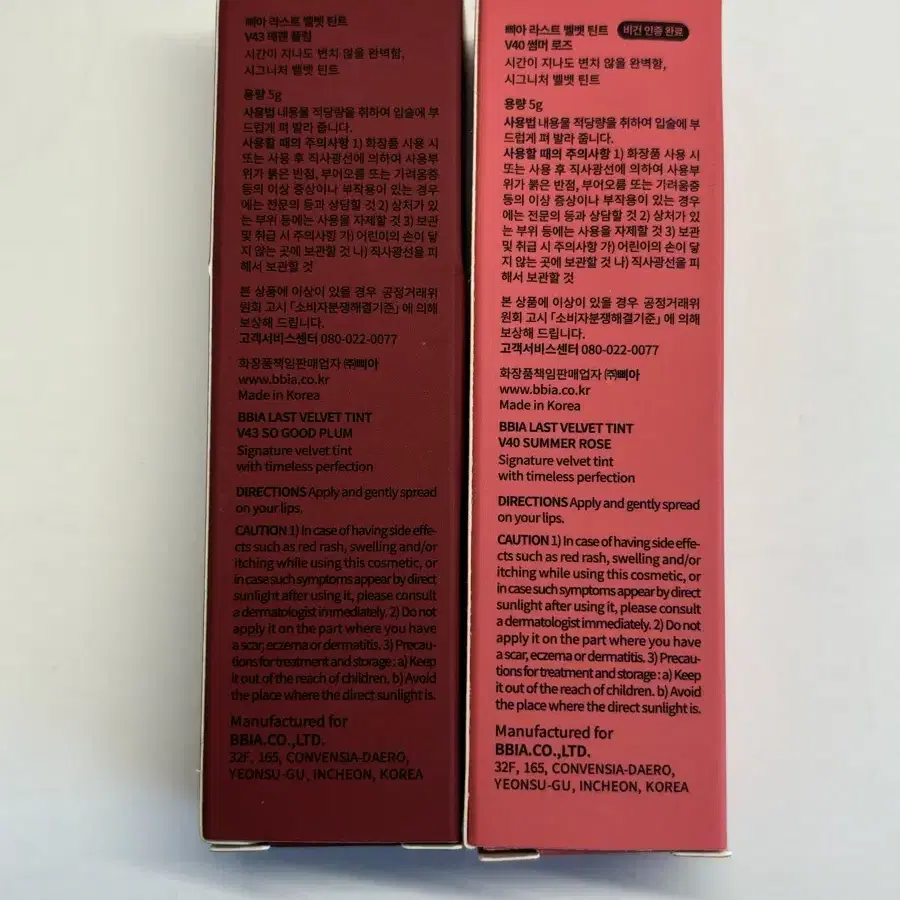 삐아 라스트 벨벳 틴트
V43 쾌캔 플럼
시간이 지나도 변치 않을 완벽함,
시그니처 벨벳 틴트
용량 5g
사용법 내용물 적당량을 취하여 입술에 부
드럽게 펴 발라 줍니다.
사용할 때의 주의사항 1) 화장품 사용 시
또는 사용 후 직사광선에 의하여 사용부
위가 붉은 반점, 부어오름 또는 가려움증
등의 이상 증상이나 부작용이 있는 경우
에는 전문의 등과 상담할 것 2) 상처가 있
는 부위 등에는 사용을 자제할 것 3) 보관
및 취급 시 주의사항 가) 어린이의 손이 닿
지 않는 곳에 보관할 것 나) 직사광선을 피
해서 보관할 것
본 상품에 이상이 있을 경우 공정거래위
원회 고시 「소비자분쟁해결기준」에 의해
보상해 드립니다.
고객서비스센터 080-022-0077
화장품책임판매업자 ㈜삐아
www.bbia.co.kr
Made in Korea
BBIA LAST VELVET TINT
V43 SO GOOD PLUM
Signature velvet tint
with timeless perfection
DIRECTIONS Apply and gently spread
on your lips.
CAUTION 1) In case of having side effe-
cts such as red rash, swelling and/or
itching while using this cosmetic, or
in case such symptoms appear by direct
sunlight after using it, please consult
a dermatologist immediately. 2) Do not
apply it on the part where you have
a scar, eczema or dermatitis. 3) Precau-
tions for treatment and storage : a) Keep
it out of the reach of children. b) Avoid
the place where the direct sunlight is.
Manufactured for
BBIA.CO.,LTD.
32F, 165, CONVENSIA-DAERO,
YEONSU-GU, INCHEON, KOREA
삐아 라스트 벨벳 틴트 비건 인증 완료
V40 썸머 로즈
시간이 지나도 변치 않을 완벽함,
시그니처 벨벳 틴트
용량 5g
사용법 내용물 적당량을 취하여 입술에 부
드럽게 펴 발라 줍니다.
사용할 때의 주의사항 1) 화장품 사용 시
또는 사용 후 직사광선에 의하여 사용부
위가 붉은 반점, 부어오름 또는 가려움증
등의 이상 증상이나 부작용이 있는 경우
에는 전문의 등과 상담할 것 2) 상처가 있
는 부위 등에는 사용을 자제할 것 3) 보관
및 취급 시 주의사항 가) 어린이의 손이 닿
지 않는 곳에 보관할 것 나) 직사광선을 피
해서 보관할 것
본 상품에 이상이 있을 경우 공정거래위
원회 고시 「소비자분쟁해결기준」에 의해
보상해 드립니다.
고객서비스센터 080-022-0077
화장품책임판매업자 ㈜삐아
www.bbia.co.kr
Made in Korea
BBIA LAST VELVET TINT
V40 SUMMER ROSE
Signature velvet tint
with timeless perfection
DIRECTIONS Apply and gently spread
on your lips.
CAUTION 1) In case of having side effe-
cts such as red rash, swelling and/or
itching while using this cosmetic, or
in case such symptoms appear by direct
sunlight after using it, please consult
a dermatologist immediately. 2) Do not
apply it on the part where you have
a scar, eczema or dermatitis. 3) Precau-
tions for treatment and storage : a) Keep
it out of the reach of children. b) Avoid
the place where the direct sunlight is.
Manufactured for
BBIA.CO.,LTD.
32F, 165, CONVENSIA-DAERO,
YEONSU-GU, INCHEON, KOREA